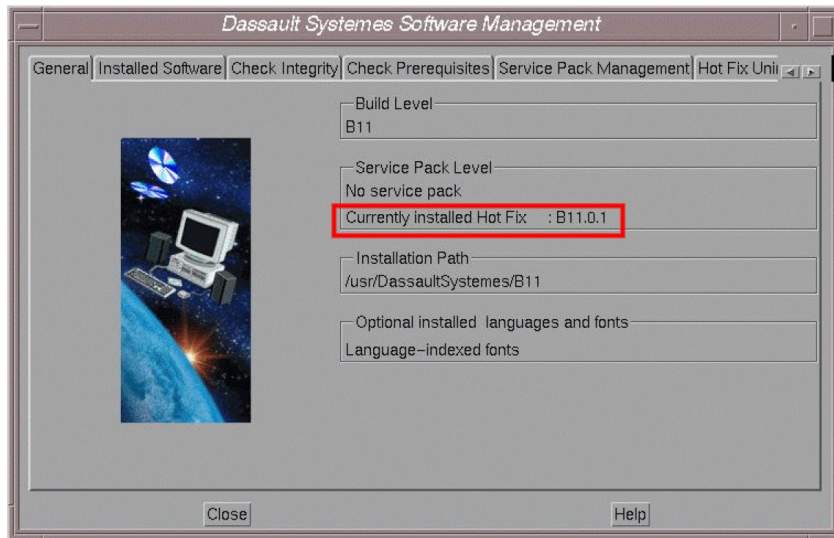 Dassault Systemes Software Management
General Installed Software Check Integrity Check Prerequisites Service Pack Management Hot Fix
Build Level
B11
Service Pack Level
No service pack
Currently installed Hot Fix : B11.0.1
Installation Path
/usr/DassaultSystemes/B11
Optional installed languages and fonts
Language-indexed fonts
Close Help